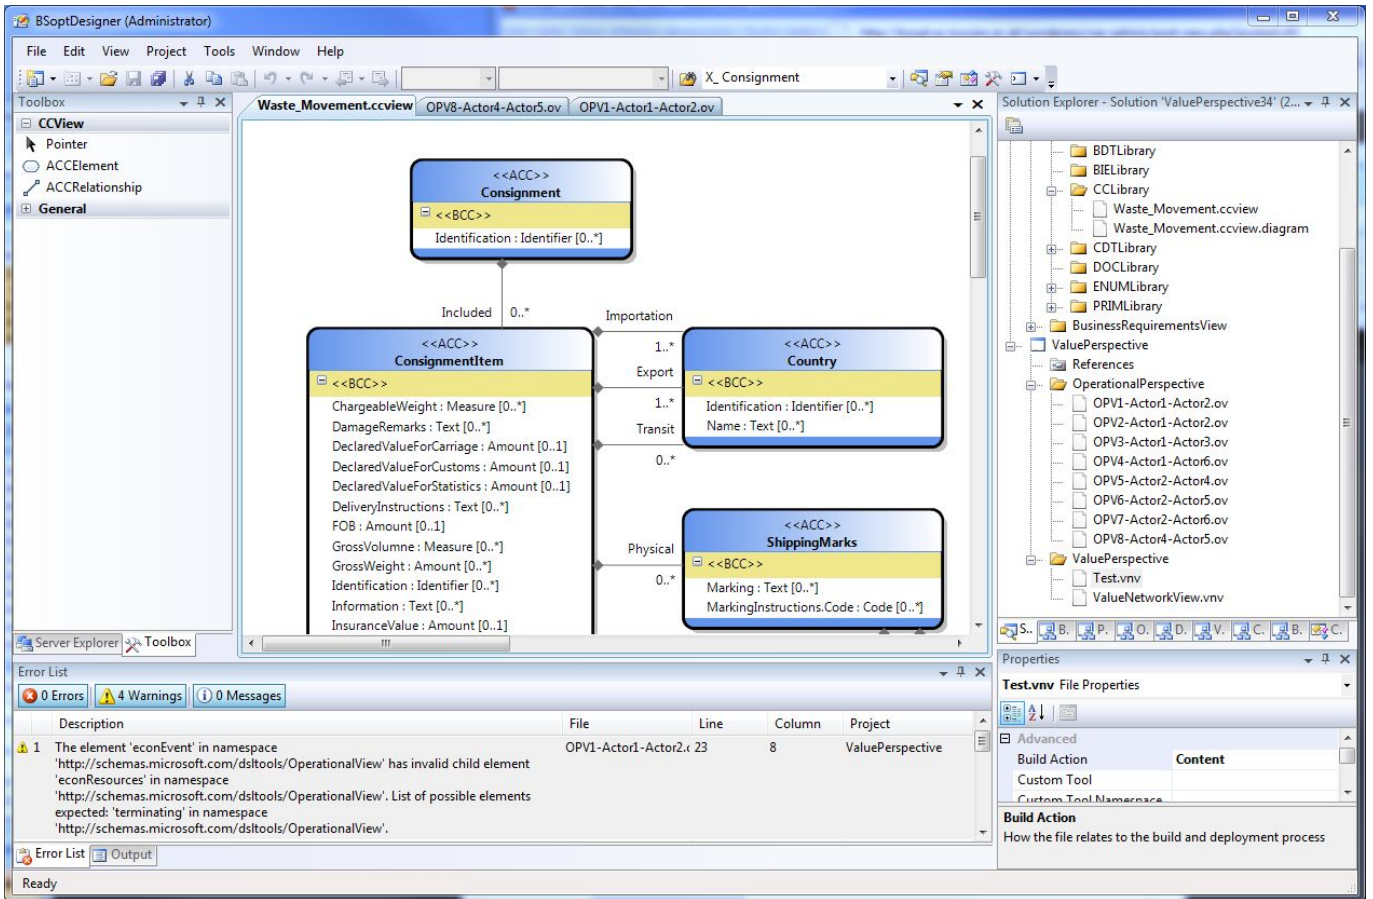 BSoptDesigner (Administrator)
File Edit View Project Tools Window Help
X_ Consignment
Toolbox
CCView
Pointer
ACCElement
ACCRelationship
General
Server Explorer Toolbox
Waste_Movement.ccview OPV8-Actor4-Actor5.ov OPV1-Actor1-Actor2.ov
<<ACC>>
Consignment
<<BCC>>
Identification : Identifier [0..*]
Included 0..*
<<ACC>>
ConsignmentItem
<<BCC>>
ChargeableWeight : Measure [0..*]
DamageRemarks : Text [0..*]
DeclaredValueForCarriage : Amount [0..1]
DeclaredValueForCustoms : Amount [0..1]
DeclaredValueForStatistics : Amount [0..1]
DeliveryInstructions : Text [0..*]
FOB : Amount [0..1]
GrossVolumne : Measure [0..*]
GrossWeight : Amount [0..*]
Identification : Identifier [0..*]
Information : Text [0..*]
InsuranceValue : Amount [0..1]
Importation
1..*
Export
1..*
Transit
0..*
Physical
0..*
<<ACC>>
Country
<<BCC>>
Identification : Identifier [0..*]
Name : Text [0..*]
<<ACC>>
ShippingMarks
<<BCC>>
Marking : Text [0..*]
MarkingInstructions.Code : Code [0..*]
Solution Explorer - Solution 'ValuePerspective34' (2...
BDTLibrary
BIELibrary
CCLibrary
Waste_Movement.ccview
Waste_Movement.ccview.diagram
CDTLibrary
DOCLibrary
ENUMLibrary
PRIMLibrary
BusinessRequirementsView
ValuePerspective
References
OperationalPerspective
OPV1-Actor1-Actor2.ov
OPV2-Actor1-Actor2.ov
OPV3-Actor1-Actor3.ov
OPV4-Actor1-Actor6.ov
OPV5-Actor2-Actor4.ov
OPV6-Actor2-Actor5.ov
OPV7-Actor2-Actor6.ov
OPV8-Actor4-Actor5.ov
ValuePerspective
Test.vnv
ValueNetworkView.vnv
S.. B. P. O. D. V. C. B. C.
Error List
0 Errors 4 Warnings 0 Messages
Description File Line Column Project
1 The element 'econEvent' in namespace OPV1-Actor1-Actor2.c 23 8 ValuePerspective
'http://schemas.microsoft.com/dsltools/OperationalView' has invalid child element
'econResources' in namespace
'http://schemas.microsoft.com/dsltools/OperationalView'. List of possible elements
expected: 'terminating' in namespace
'http://schemas.microsoft.com/dsltools/OperationalView'.
Error List Output
Properties
Test.vnv File Properties
Advanced
Build Action Content
Custom Tool
Custom Tool Namespace
Build Action
How the file relates to the build and deployment process
Ready